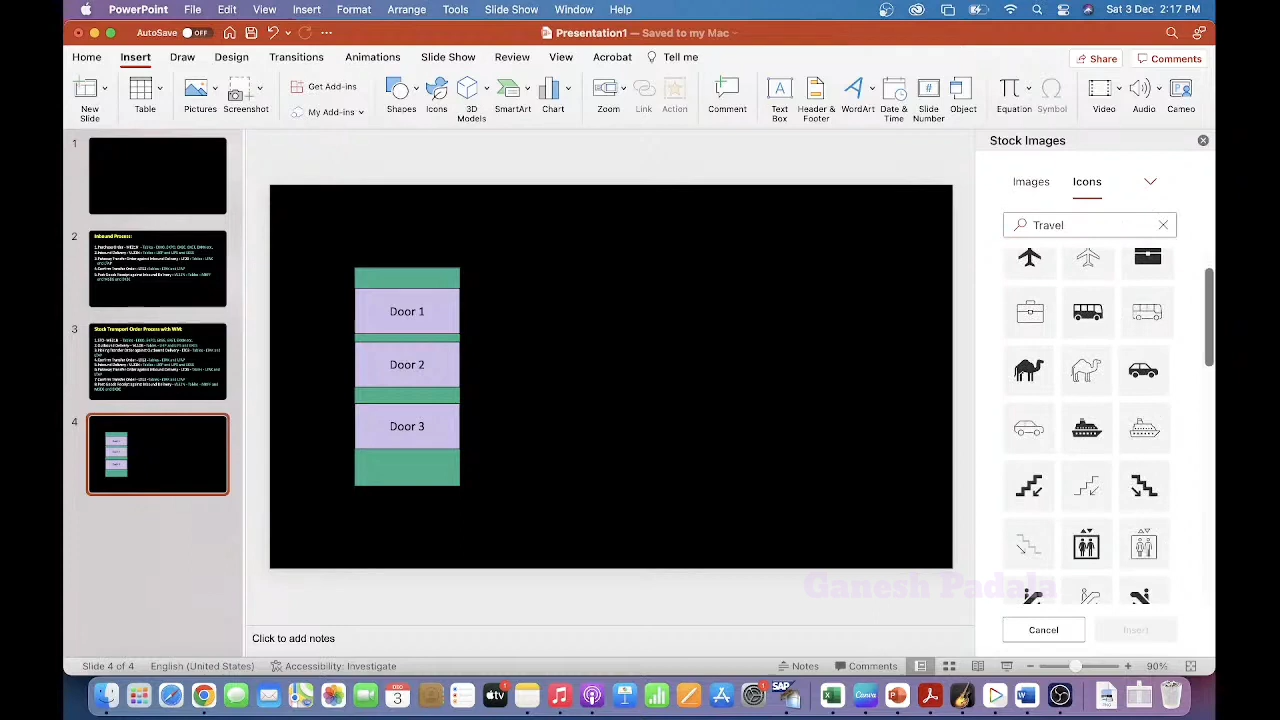 PowerPoint File Edit View Insert Format Arrange Tools Slide Show Window Help Sat 3 Dec 2:17 PM
AutoSave OFF Presentation1 — Saved to my Mac
Home Insert Draw Design Transitions Animations Slide Show Review View Acrobat Tell me Share Comments
Get Add-ins
My Add-ins
New Slide
Table
Pictures
Screenshot
Shapes
Icons
3D Models
SmartArt
Chart
Zoom
Link
Action
Comment
Text Box
Header & Footer
WordArt
Date & Time
Slide Number
Object
Equation
Symbol
Video
Audio
Cameo
1
2
Inbound Process:
3
Stock Transport Order Process with WM:
4
Door 1
Door 2
Door 3
Stock Images
Images Icons
Travel
Cancel Insert
Ganesh Padala
Click to add notes
Slide 4 of 4 English (United States) Accessibility: Investigate Notes Comments 90%